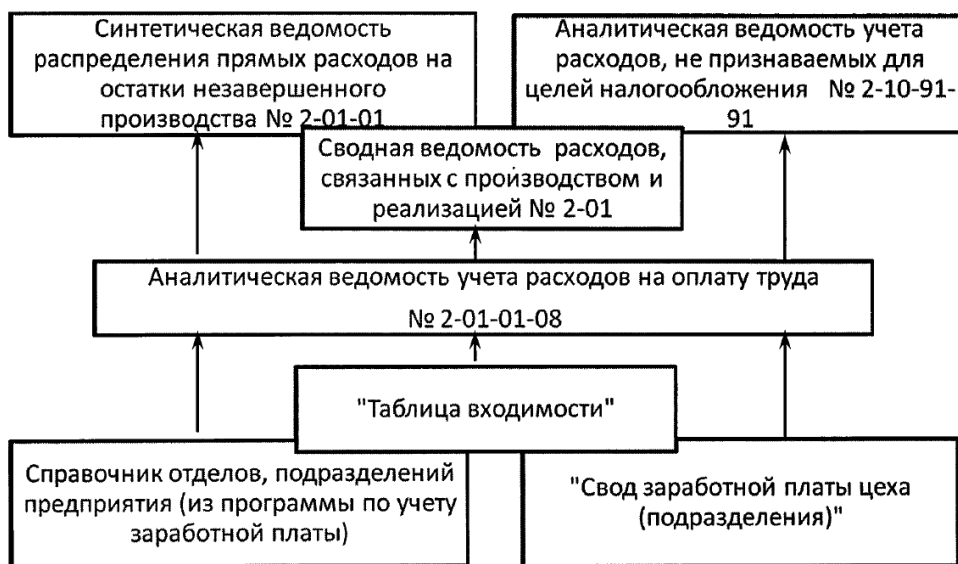 Синтетическая ведомость
распределения прямых расходов на
остатки незавершенного
производства № 2-01-01
Аналитическая ведомость учета
расходов, не признаваемых для
целей налогообложения № 2-10-91-
91
Сводная ведомость расходов,
связанных с производством и
реализацией № 2-01
Аналитическая ведомость учета расходов на оплату труда
№ 2-01-01-08
"Таблица входимости"
Справочник отделов, подразделений
предприятия (из программы по учету
заработной платы)
"Свод заработной платы цеха
(подразделения)"